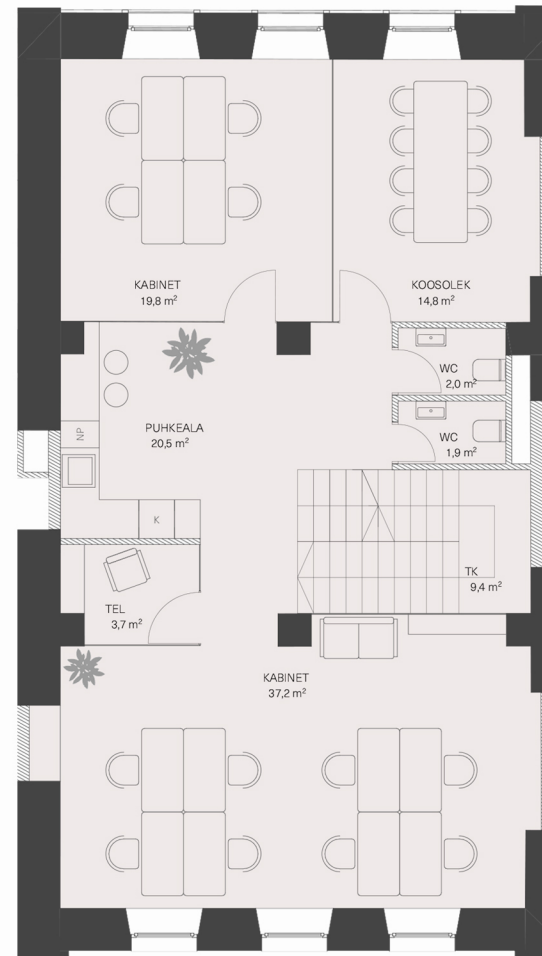 KABINET
19,8 m²
KOOSOLEK
14,8 m²
WC
2,0 m²
PUHKEALA
20,5 m²
NP
WC
1,9 m²
K
TK
9,4 m²
TEL
3,7 m²
KABINET
37,2 m²